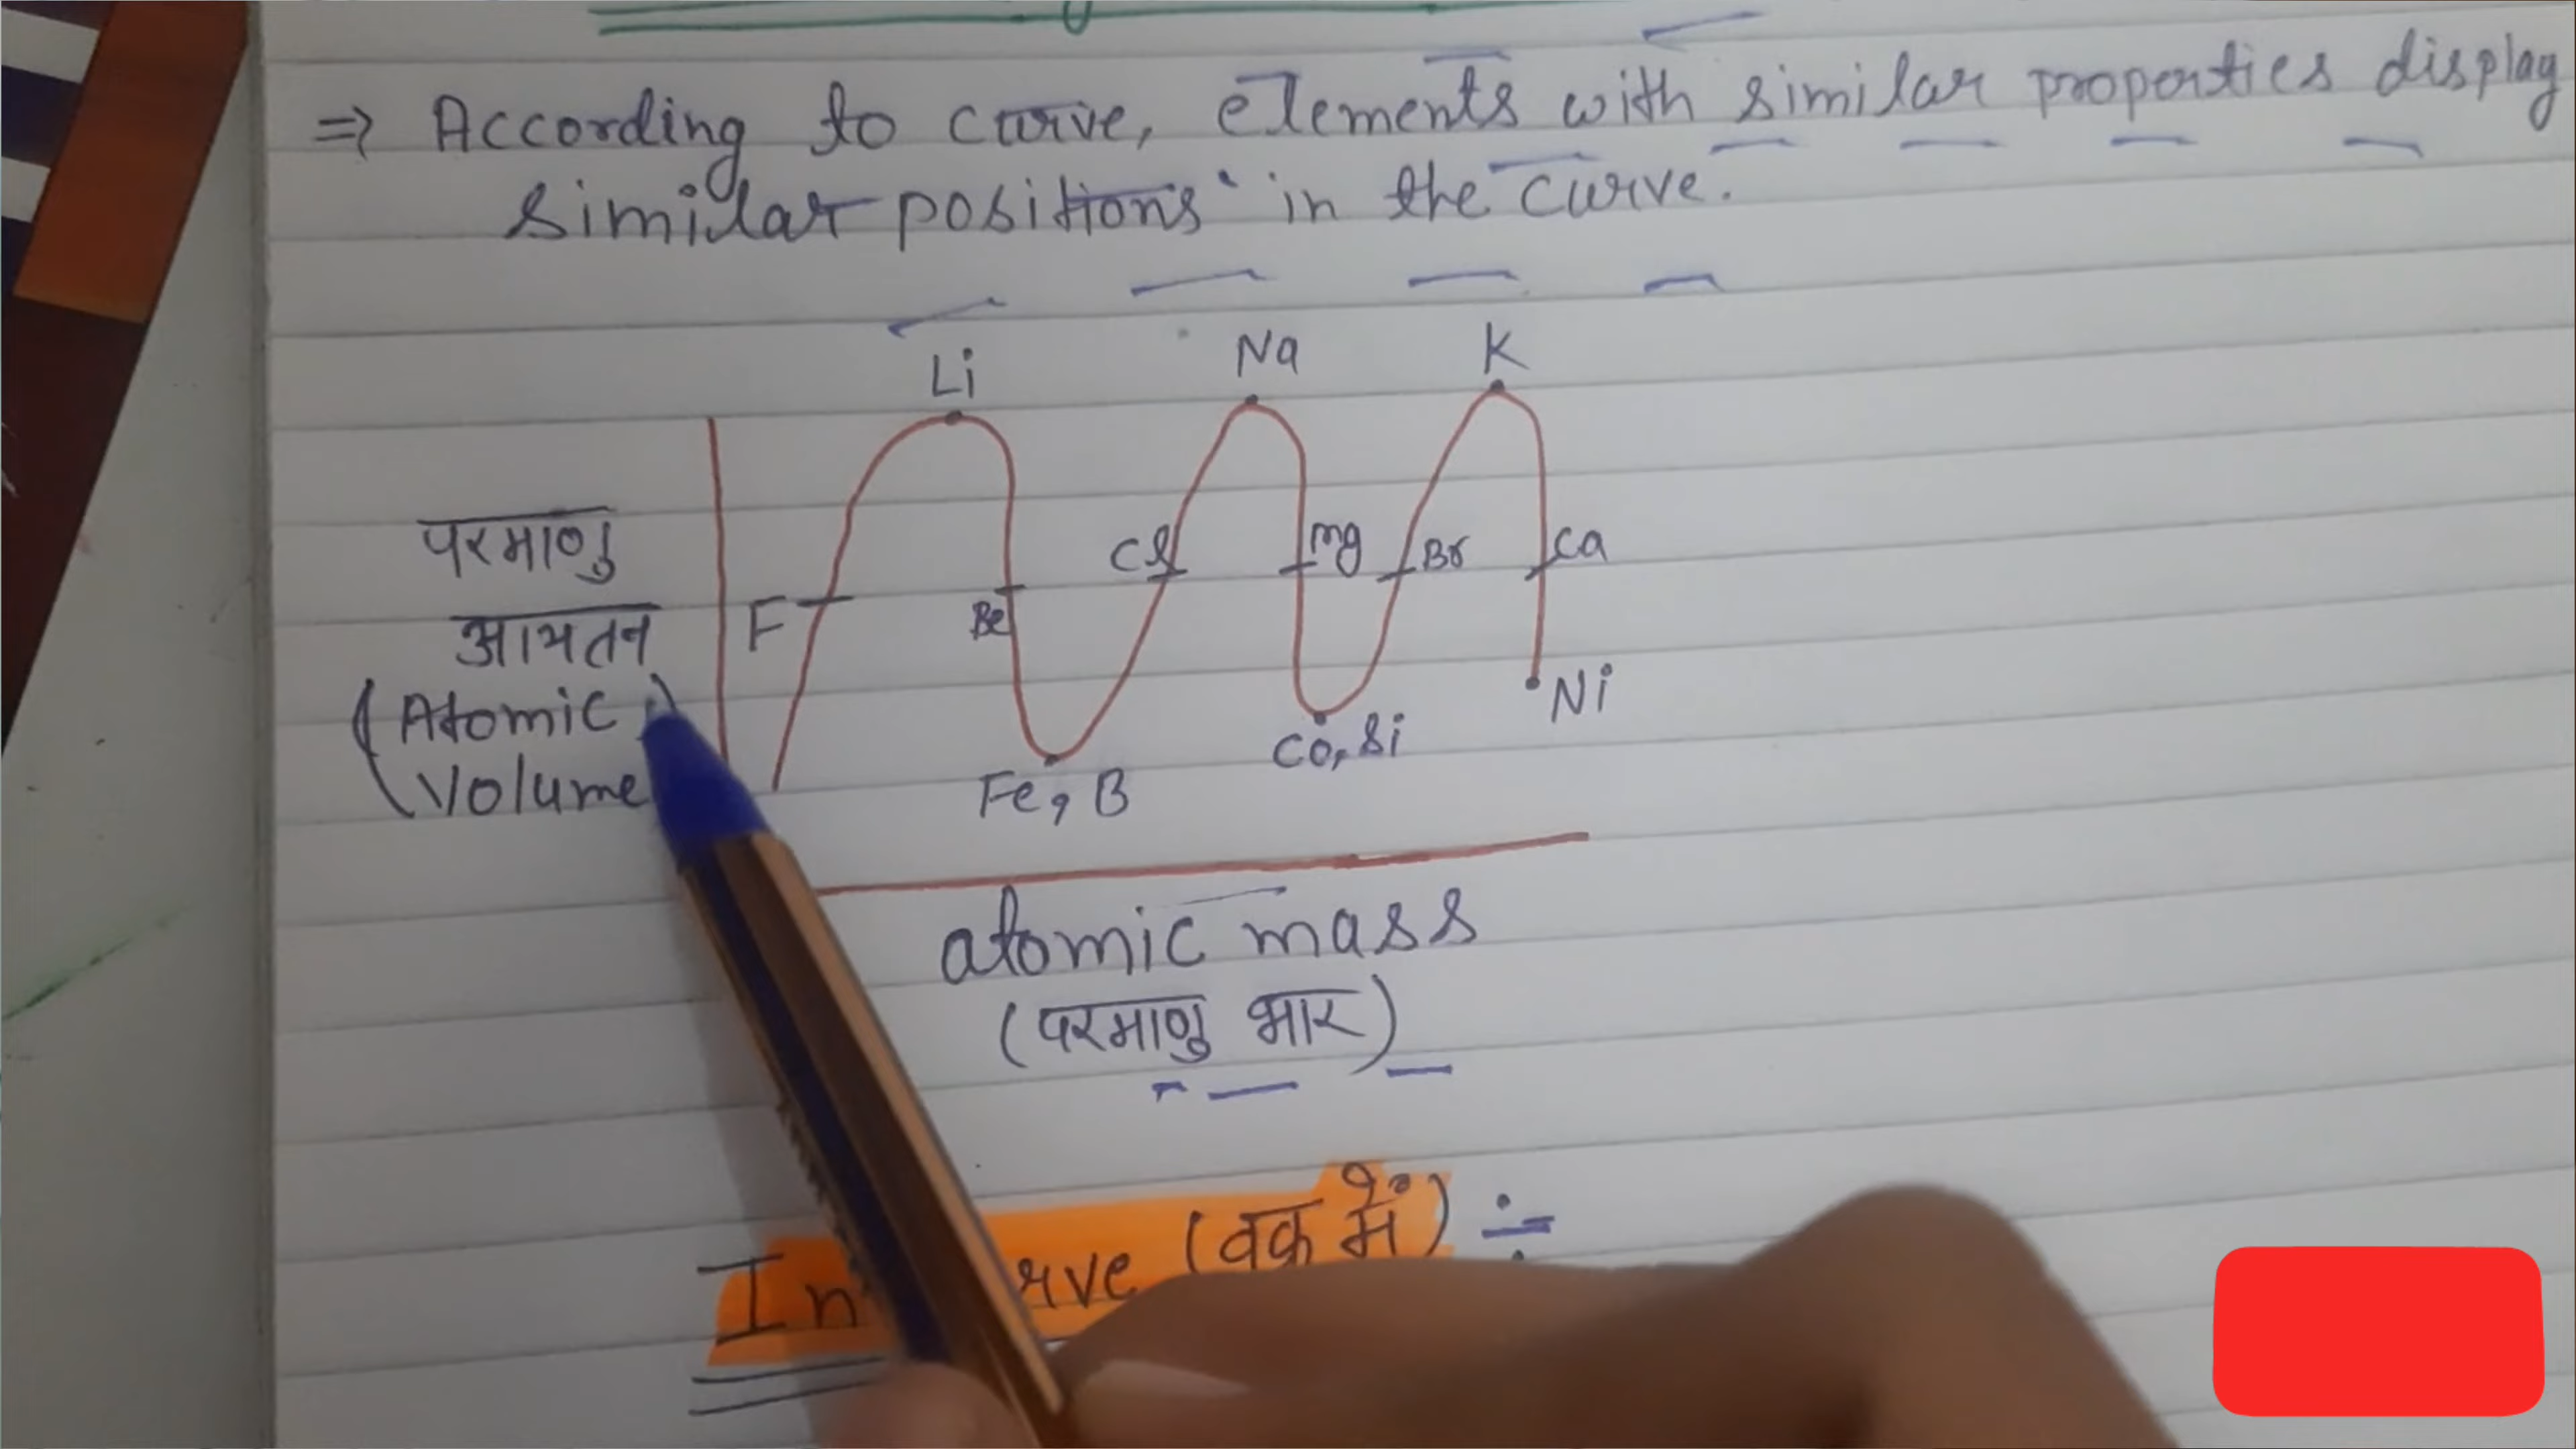 ⇒ According to curve, elements with similar properties display
similar positions in the curve.
Li
Na
K
परमाणु
आयतन
(Atomic)
(Volume
F
Be
Cl
Mg
Br
Ca
Fe, B
Co, Si
Ni
atomic mass
(परमाणु भार)
In (वक्र में) ÷